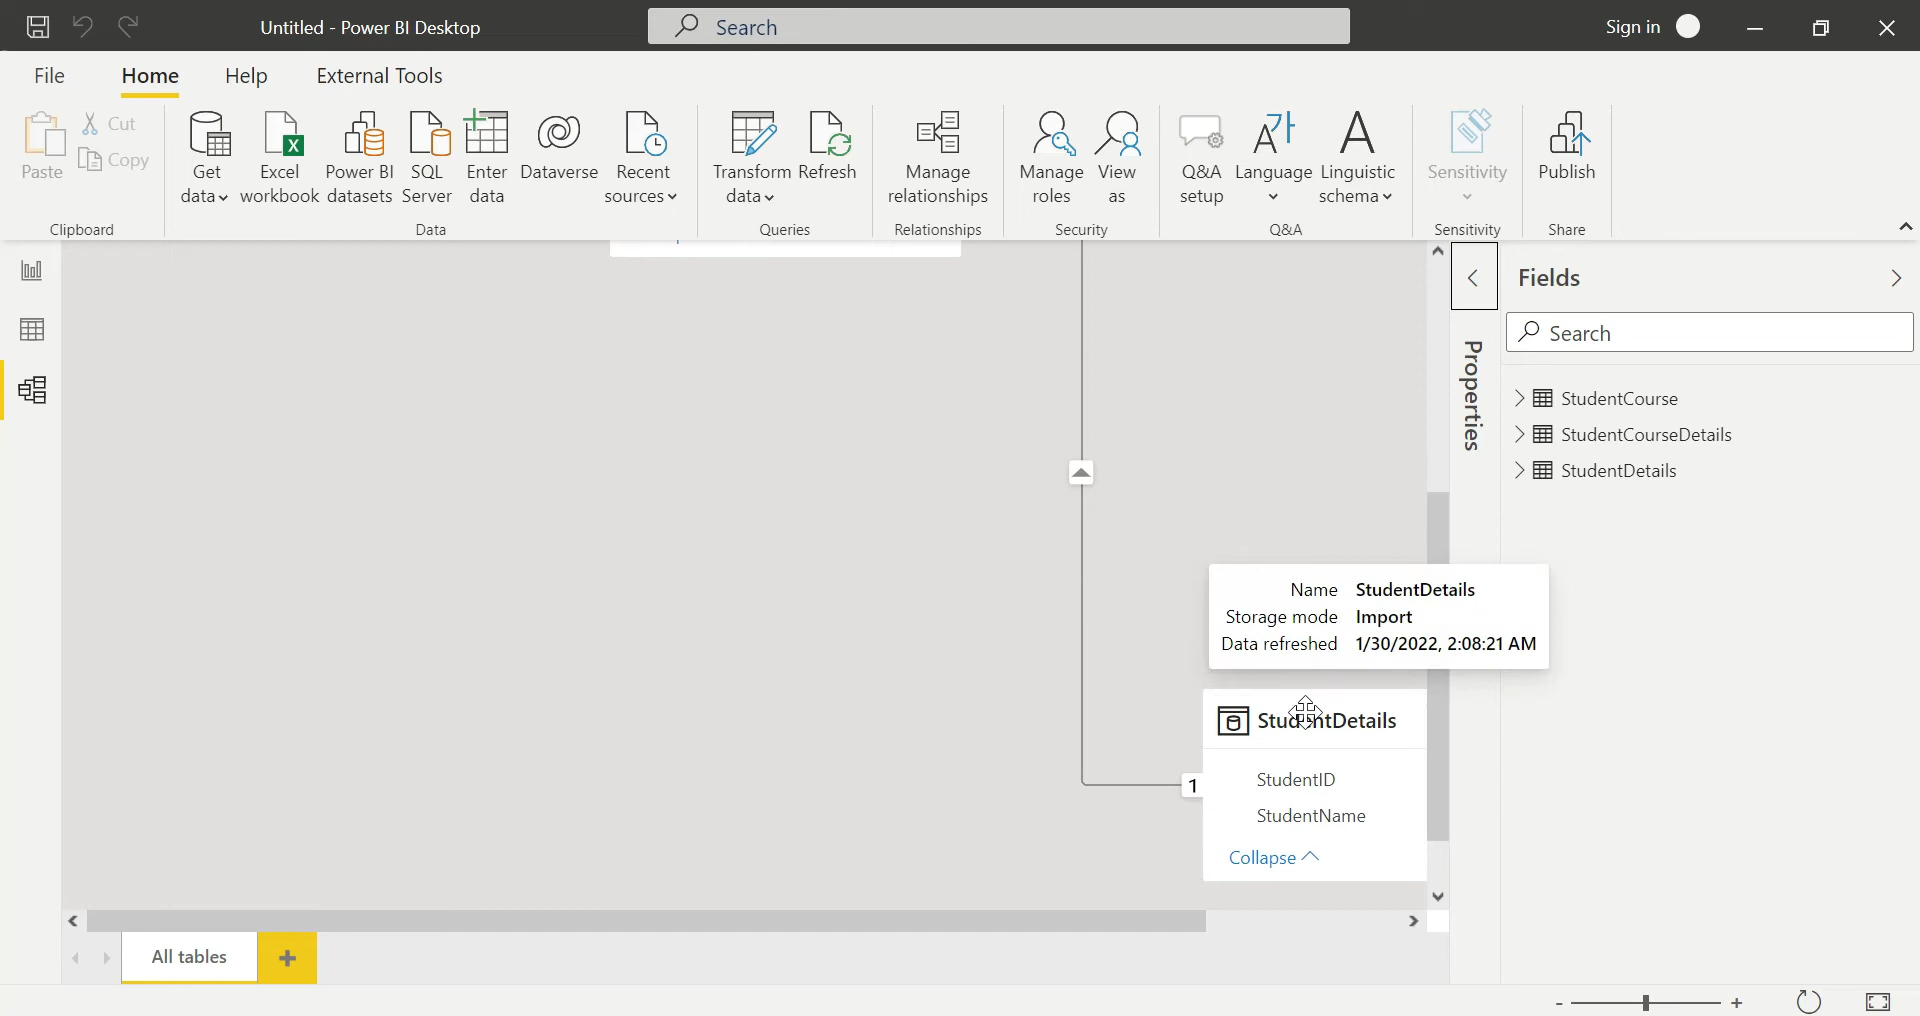 Untitled - Power BI Desktop
Search
Sign in
File
Home
Help
External Tools
Paste
Cut
Copy
Clipboard
Get
data
Excel
workbook
Power BI
datasets
SQL
Server
Enter
data
Dataverse
Recent
sources
Data
Transform
data
Refresh
Queries
Manage
relationships
Relationships
Manage
roles
View
as
Security
Q&A
setup
Language
Linguistic
schema
Q&A
Sensitivity
Sensitivity
Publish
Share
Properties
Fields
Search
StudentCourse
StudentCourseDetails
StudentDetails
Name StudentDetails
Storage mode Import
Data refreshed 1/30/2022, 2:08:21 AM
StudentDetails
1
StudentID
StudentName
Collapse
All tables